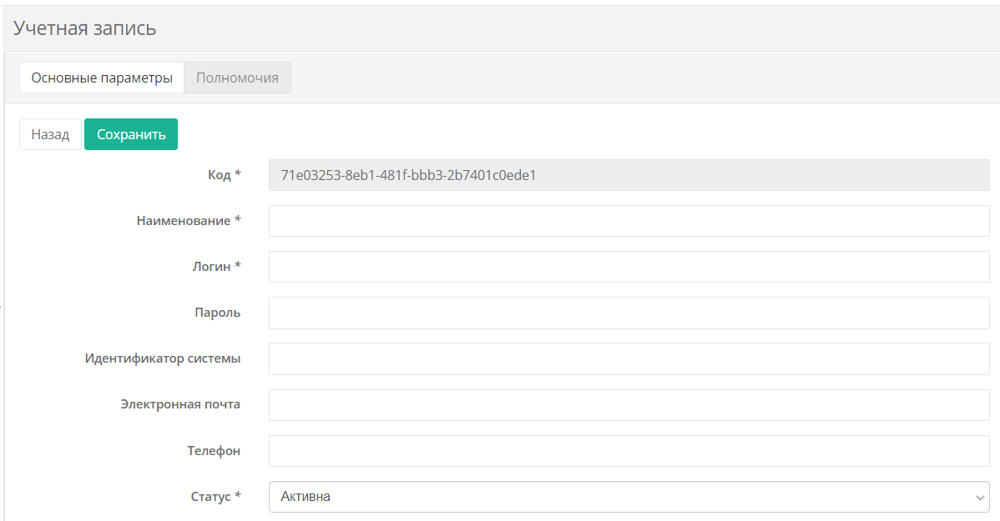 Учетная запись
Основные параметры Полномочия
Назад Сохранить
Код * 71e03253-8eb1-481f-bbb3-2b7401c0ede1
Наименование *
Логин *
Пароль
Идентификатор системы
Электронная почта
Телефон
Статус * Активна